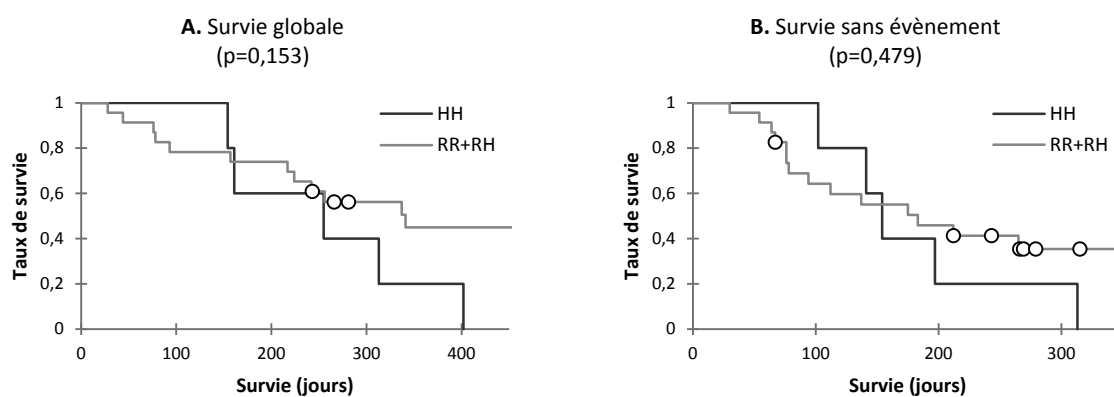 A. Survie globale
(p=0,153)
1
0,8
0,6
0,4
0,2
0
0
100
200
300
400
HH
RR+RH
Taux de survie
Survie (jours)
B. Survie sans évènement
(p=0,479)
1
0,8
0,6
0,4
0,2
0
0
100
200
300
HH
RR+RH
Taux de survie
Survie (jours)